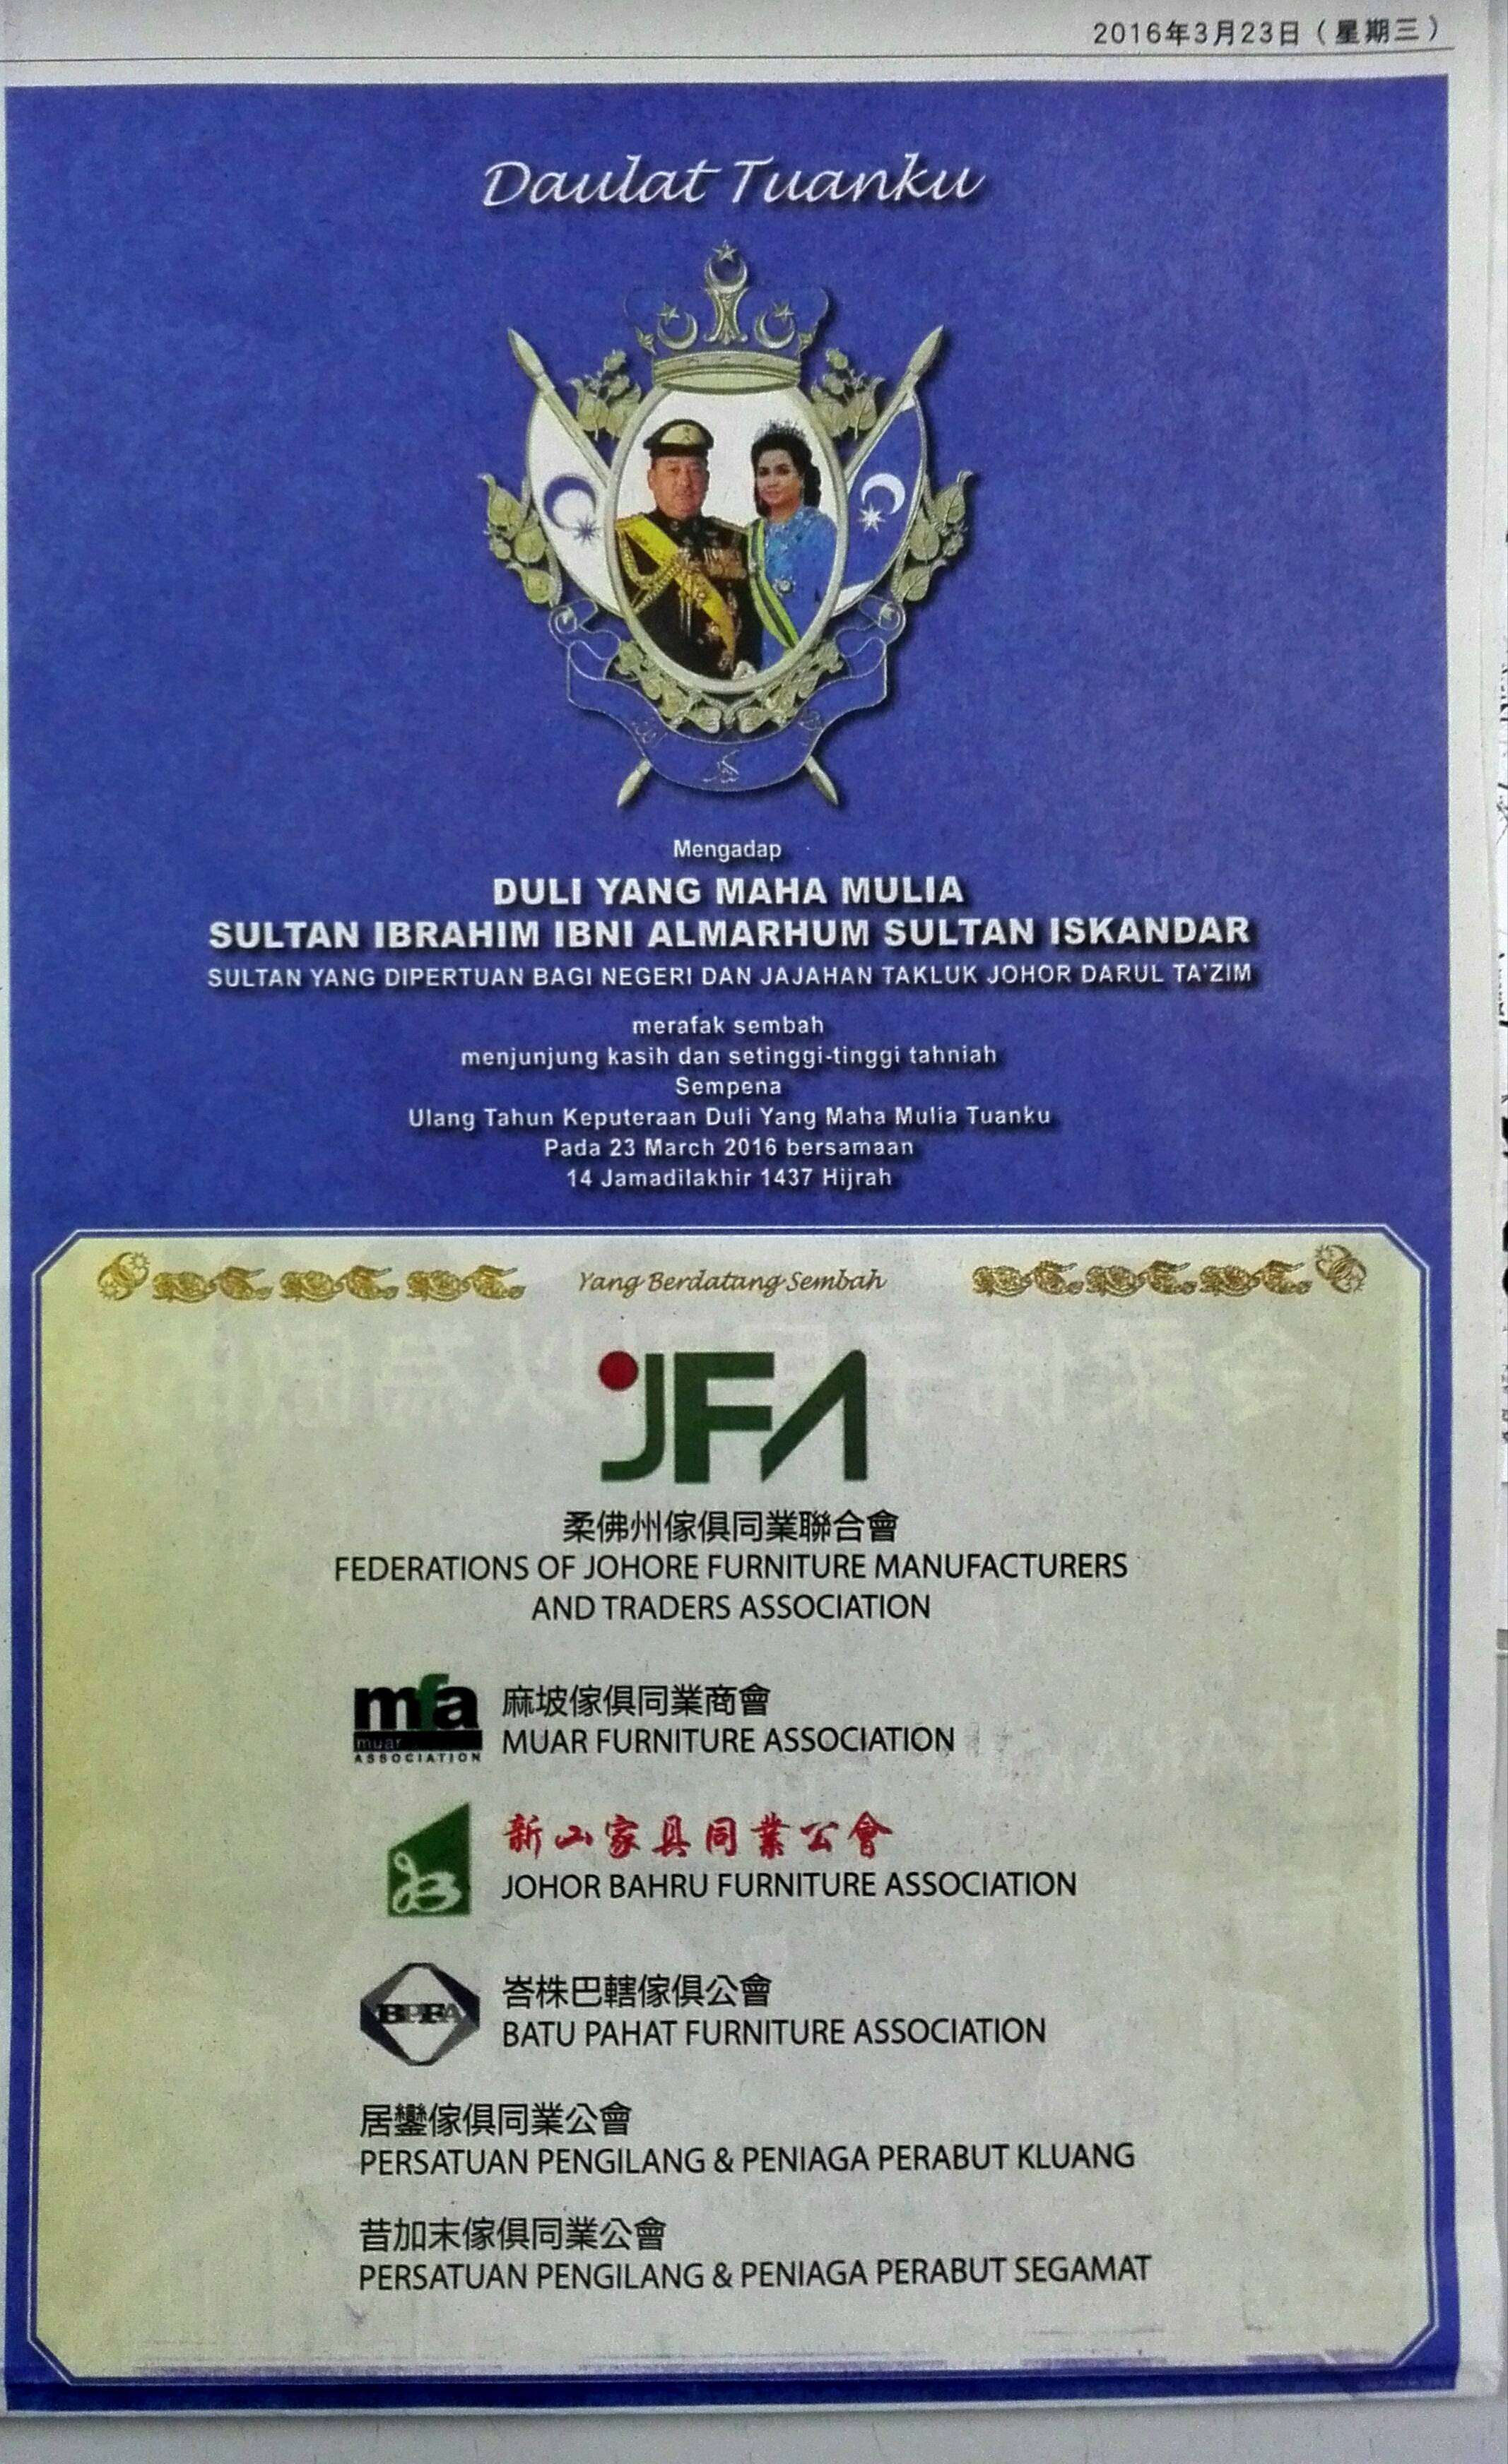 2016年3月23日（星期三）
Daulat Tuanku
Mengadap
DULI YANG MAHA MULIA
SULTAN IBRAHIM IBNI ALMARHUM SULTAN ISKANDAR
SULTAN YANG DIPERTUAN BAGI NEGERI DAN JAJAHAN TAKLUK JOHOR DARUL TA'ZIM
merafak sembah
menjunjung kasih dan setinggi-tinggi tahniah
Sempena
Ulang Tahun Keputeraan Duli Yang Maha Mulia Tuanku
Pada 23 March 2016 bersamaan
14 Jamadilakhir 1437 Hijrah
Yang Berdatang Sembah
JFA
柔佛州傢俱同業聯合會
FEDERATIONS OF JOHORE FURNITURE MANUFACTURERS
AND TRADERS ASSOCIATION
mfa
muar
ASSOCIATION
麻坡傢俱同業商會
MUAR FURNITURE ASSOCIATION
JB
新山家具同業公會
JOHOR BAHRU FURNITURE ASSOCIATION
BPFA
峇株巴轄傢俱公會
BATU PAHAT FURNITURE ASSOCIATION
居鑾傢俱同業公會
PERSATUAN PENGILANG & PENIAGA PERABUT KLUANG
昔加末傢俱同業公會
PERSATUAN PENGILANG & PENIAGA PERABUT SEGAMAT